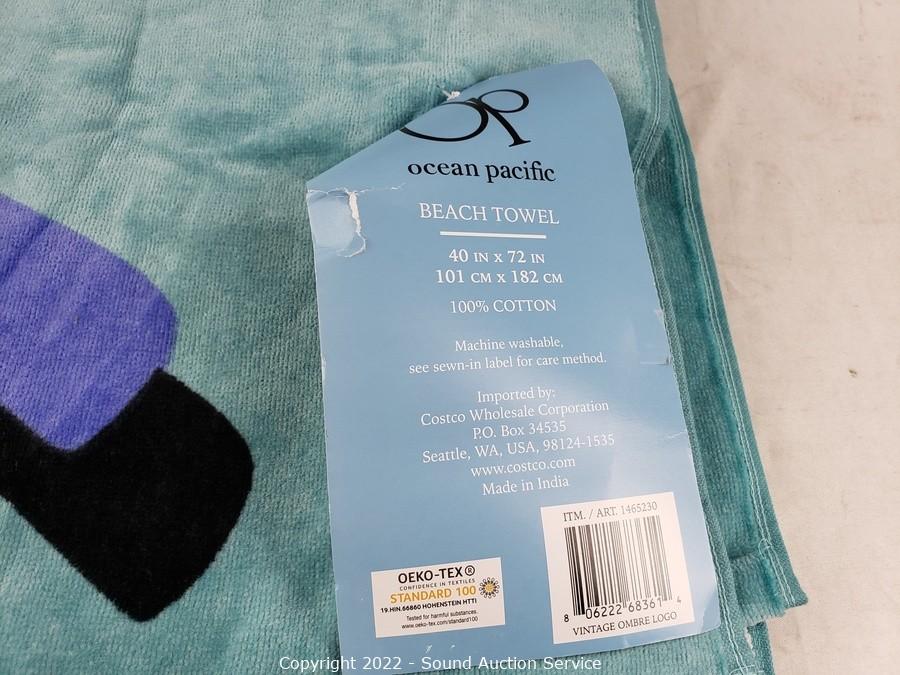 OP
ocean pacific
BEACH TOWEL
40 IN X 72 IN
101 CM X 182 CM
100% COTTON
Machine washable,
see sewn-in label for care method.
Imported by:
Costco Wholesale Corporation
P.O. Box 34535
Seattle, WA, USA, 98124-1535
www.costco.com
Made in India
ITM. / ART. 1465230
8 06222 68361 4
VINTAGE OMBRE LOGO
OEKO-TEX®
CONFIDENCE IN TEXTILES
STANDARD 100
19.HIN.66860 HOHENSTEIN HTTI
Tested for harmful substances.
www.oeko-tex.com/standard100
Copyright 2022 - Sound Auction Service